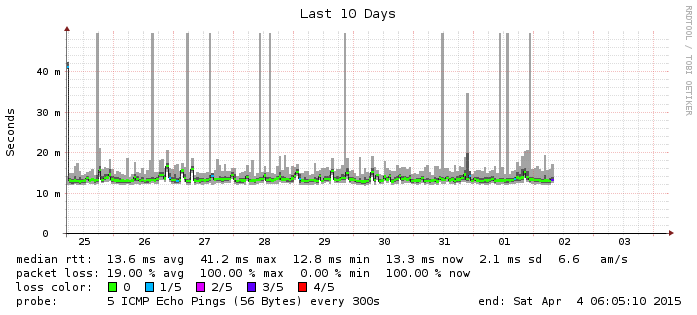 Last 10 Days
RRDTOOL / TOBI OETIKER
Seconds
40 m
30 m
20 m
10 m
0
25 26 27 28 29 30 31 01 02 03
median rtt: 13.6 ms avg 41.2 ms max 12.8 ms min 13.3 ms now 2.1 ms sd 6.6 am/s
packet loss: 19.00 % avg 100.00 % max 0.00 % min 100.00 % now
loss color: 0 1/5 2/5 3/5 4/5
probe: 5 ICMP Echo Pings (56 Bytes) every 300s end: Sat Apr 4 06:05:10 2015